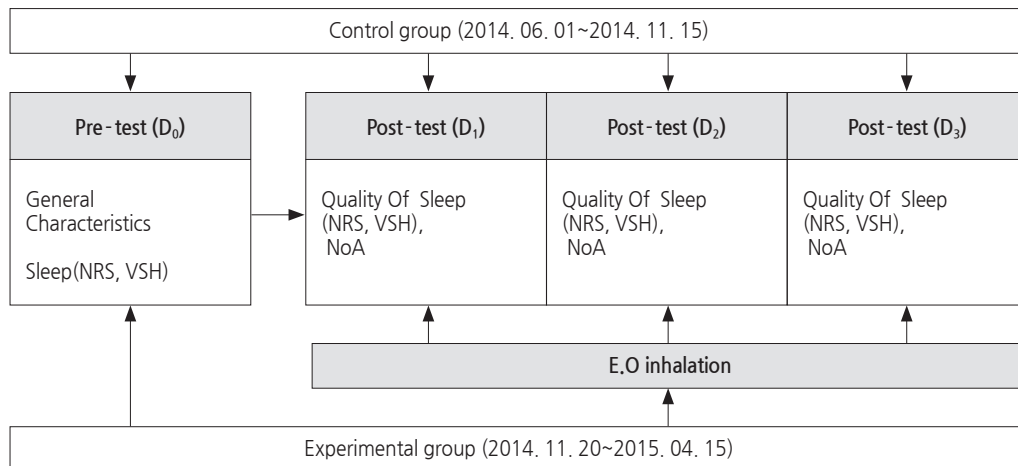 Control group (2014. 06. 01~2014. 11. 15)
Pre-test (D₀)
Post-test (D₁)
Post-test (D₂)
Post-test (D₃)
General
Characteristics
Sleep(NRS, VSH)
Quality Of Sleep
(NRS, VSH),
NoA
Quality Of Sleep
(NRS, VSH),
NoA
Quality Of Sleep
(NRS, VSH),
NoA
E.O inhalation
Experimental group (2014. 11. 20~2015. 04. 15)